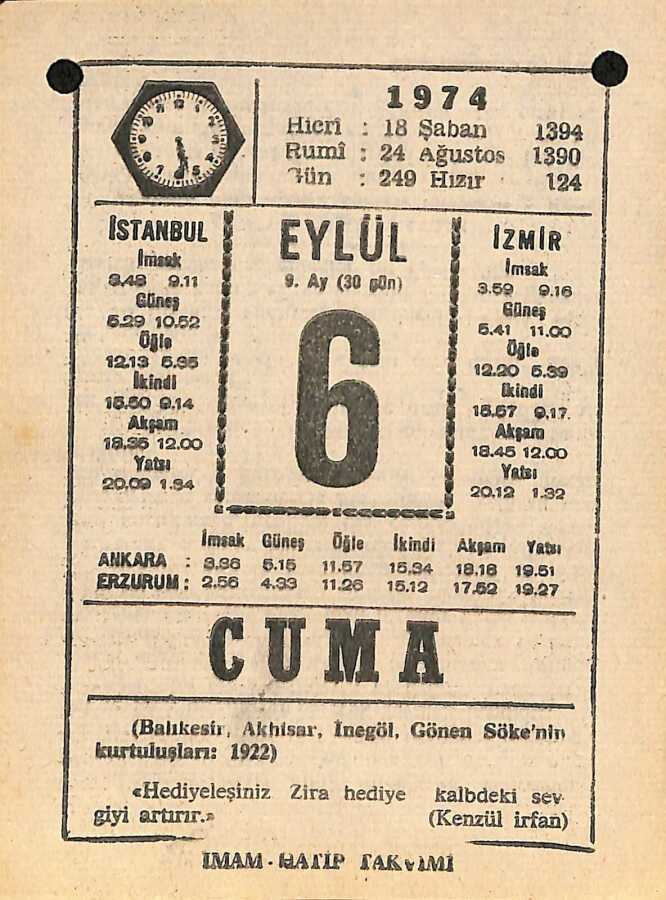 1974
Hicrî : 18 Şaban 1394
Rumî : 24 Ağustos 1390
Gün : 249 Hızır 124
İSTANBUL
İmsak
3.48 9.11
Güneş
5.29 10.52
Öğle
12.13 5.35
İkindi
15.50 9.14
Akşam
18.35 12.00
Yatsı
20.09 1.34
EYLÜL
9. Ay (30 gün)
6
İZMİR
İmsak
3.59 9.16
Güneş
5.41 11.00
Öğle
12.20 5.39
İkindi
15.57 9.17
Akşam
18.45 12.00
Yatsı
20.12 1.32
İmsak Güneş Öğle İkindi Akşam Yatsı
ANKARA : 3.36 5.15 11.57 15.34 18.18 19.51
ERZURUM : 2.56 4.33 11.26 15.12 17.52 19.27
CUMA
(Balıkesir, Akhisar, İnegöl, Gönen Söke'nin
kurtuluşları: 1922)
«Hediyeleşiniz Zira hediye kalbdeki sev-
giyi artırır.»
(Kenzül irfan)
İMAM - HATİP TAKVİMİ